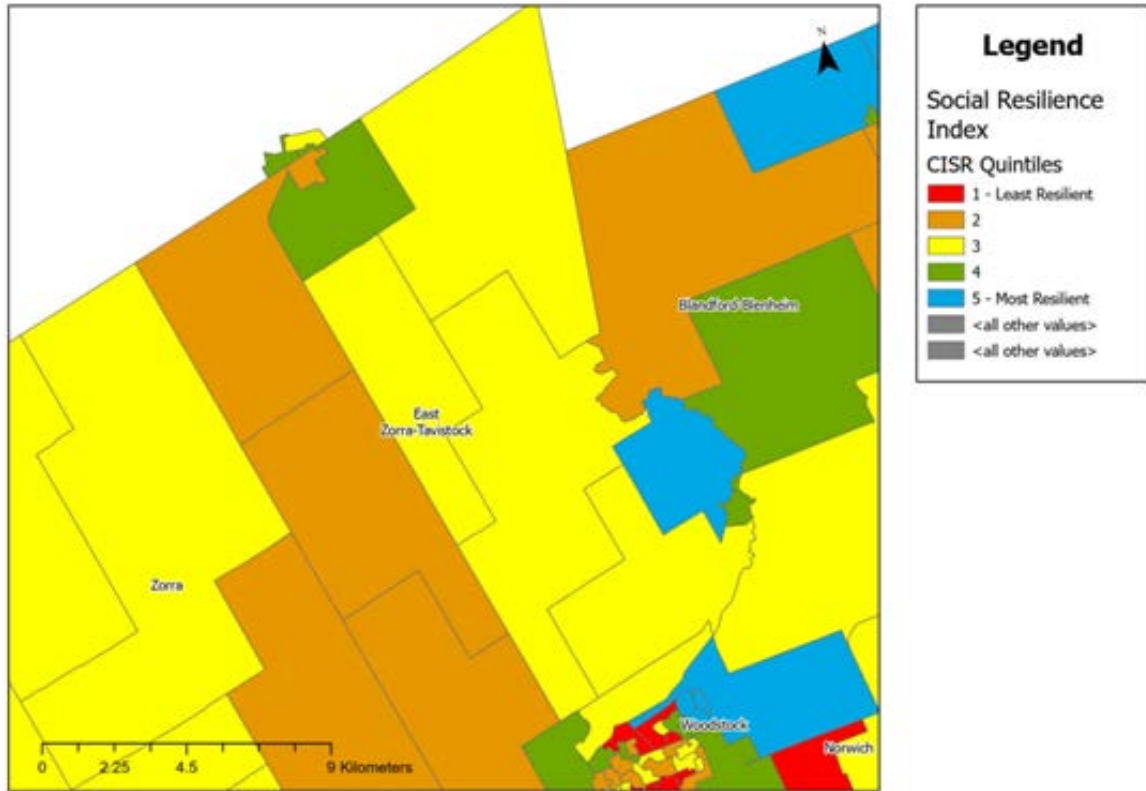 N
Blandford-Blenheim
East
Zorra-Tavistock
Zorra
Woodstock
Norwich
0 2.25 4.5 9 Kilometers
Legend
Social Resilience
Index
CISR Quintiles
1 - Least Resilient
2
3
4
5 - Most Resilient
<all other values>
<all other values>